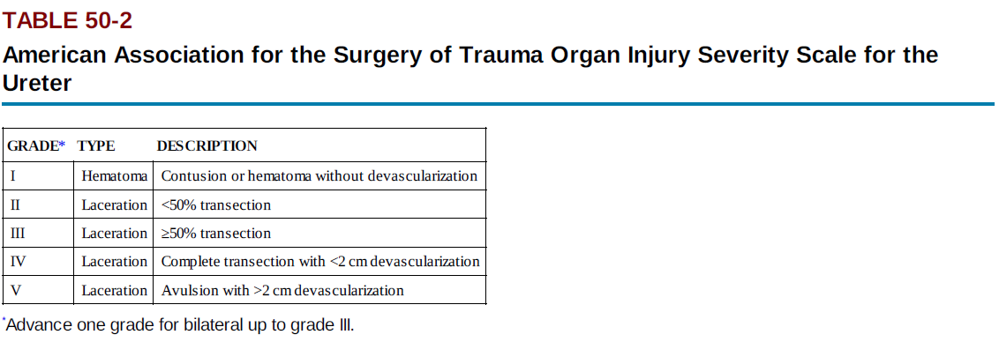 TABLE 50-2
American Association for the Surgery of Trauma Organ Injury Severity Scale for the
Ureter
GRADE* TYPE DESCRIPTION
I Hematoma Contusion or hematoma without devascularization
II Laceration <50% transection
III Laceration ≥50% transection
IV Laceration Complete transection with <2 cm devascularization
V Laceration Avulsion with >2 cm devascularization
*Advance one grade for bilateral up to grade III.